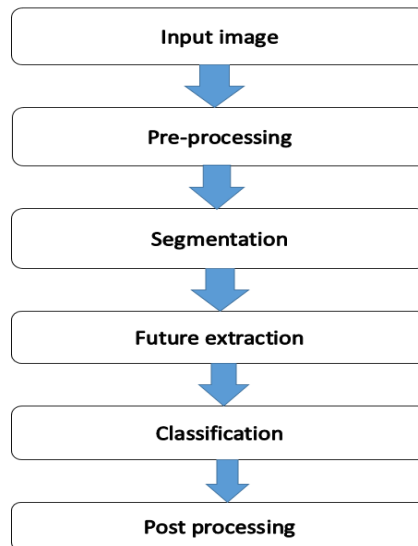 Input image
Pre-processing
Segmentation
Future extraction
Classification
Post processing